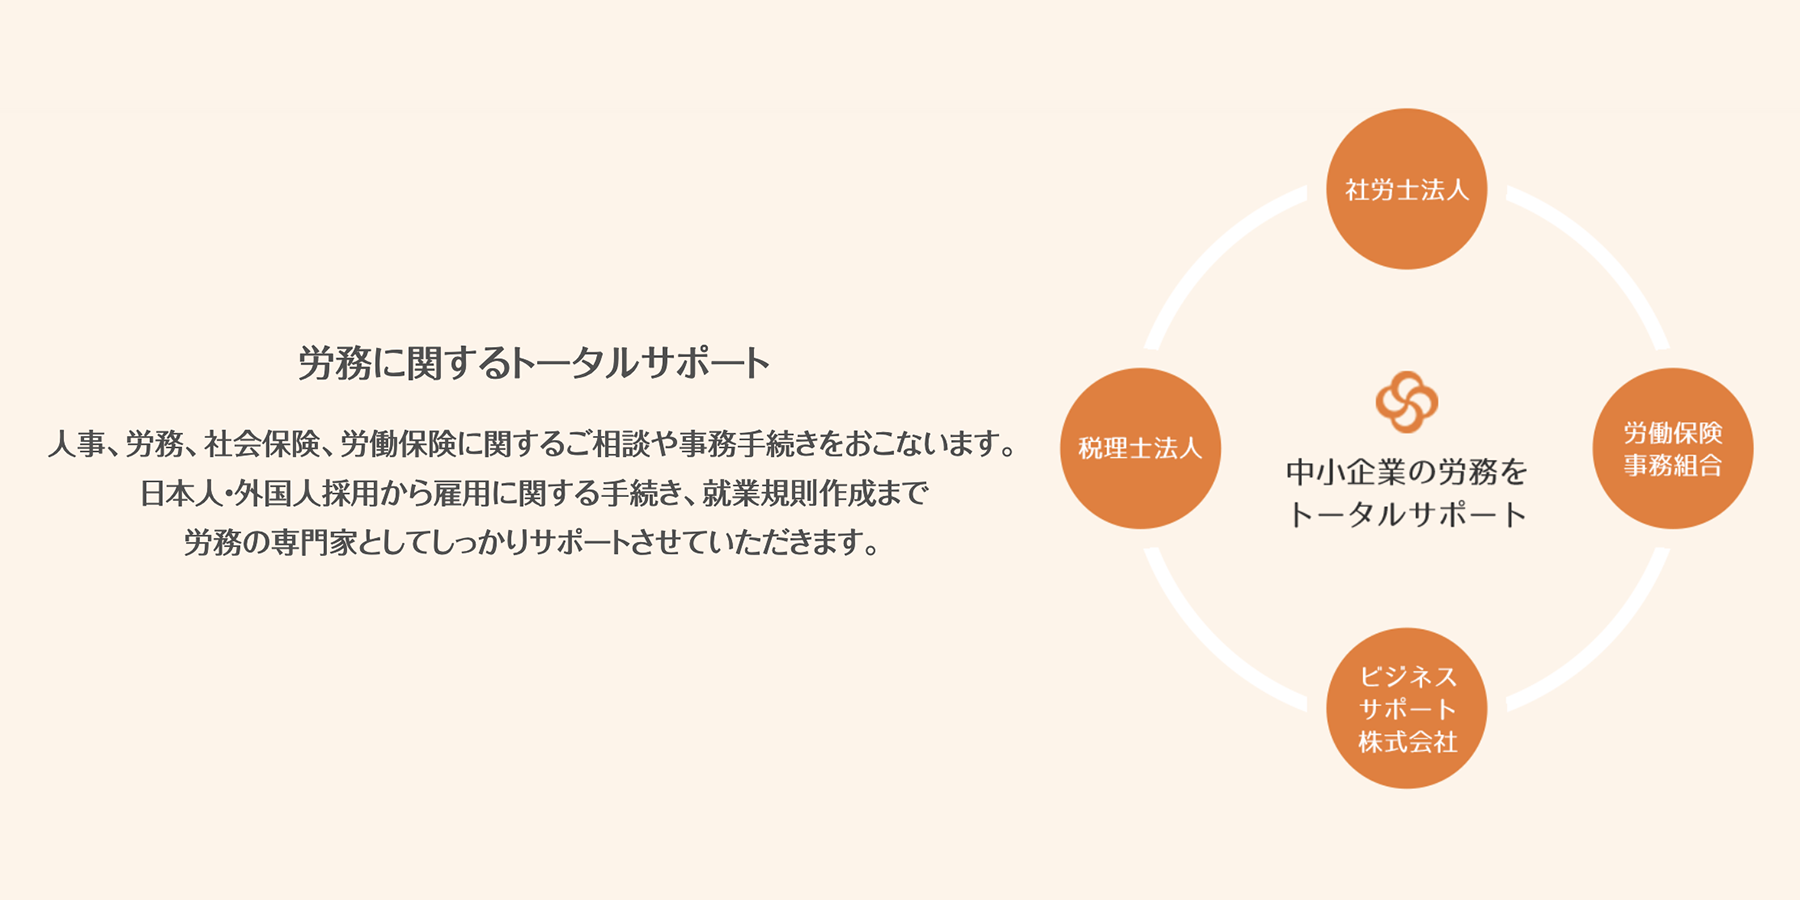 労務に関するトータルサポート
人事、労務、社会保険、労働保険に関するご相談や事務手続きをおこないます。
日本人・外国人採用から雇用に関する手続き、就業規則作成まで
労務の専門家としてしっかりサポートさせていただきます。
社労士法人
税理士法人
中小企業の労務を
トータルサポート
労働保険
事務組合
ビジネス
サポート
株式会社